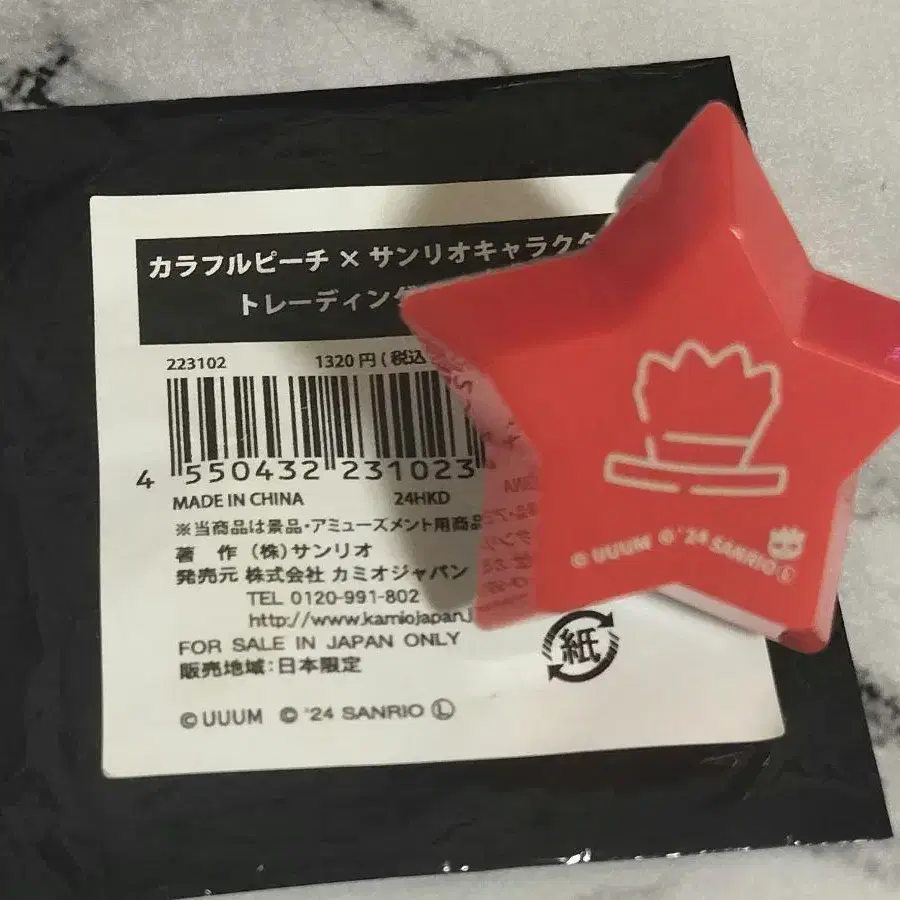 カラフルピーチ × サンリオキャラクタ
トレーディング
223102 1320円(税込
4 550432 231023
MADE IN CHINA 24HKD
※当商品は景品・アミューズメント用商品
著 作 (株)サンリオ
発売元 株式会社 カミオジャパン
TEL 0120-991-802
http://www.kamiojapan.j
FOR SALE IN JAPAN ONLY
販売地域:日本限定
紙
© UUUM © '24 SANRIO Ⓛ
© UUUM © '24 SANRIO Ⓛ